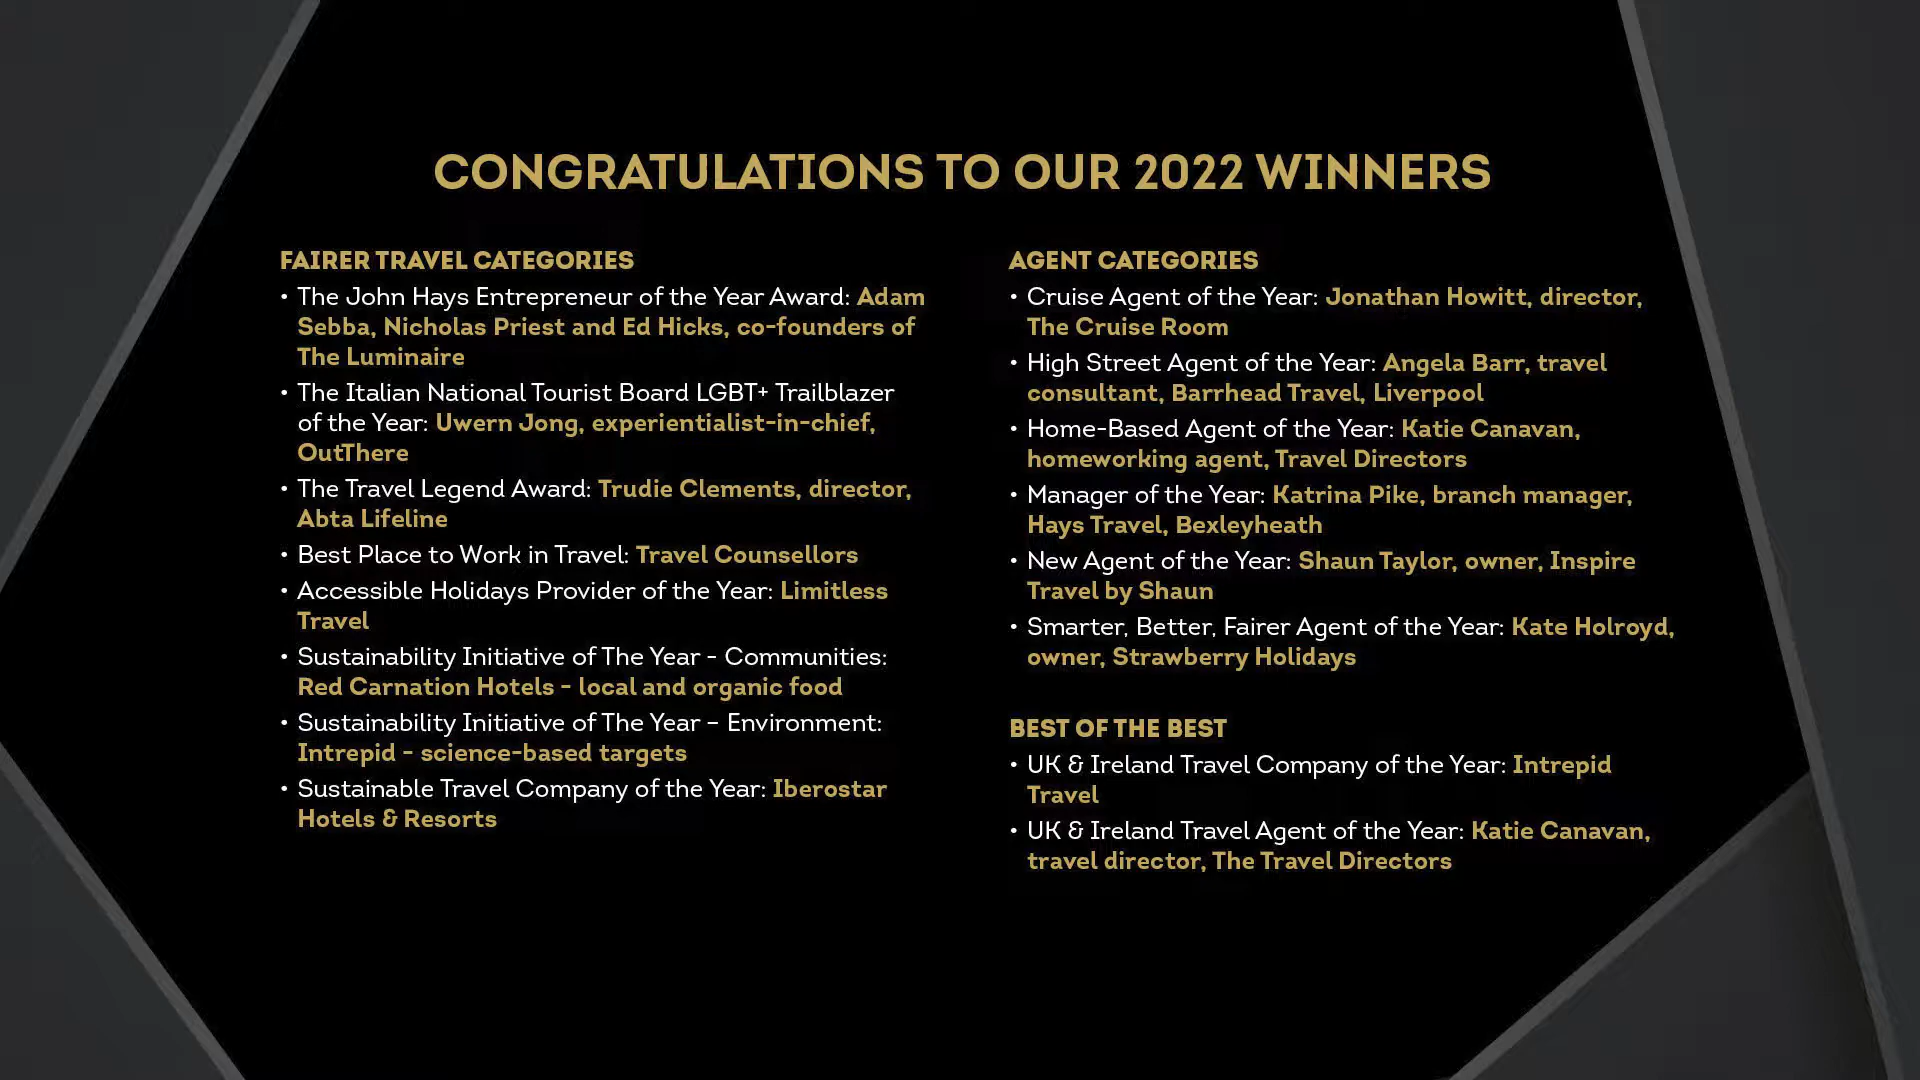 CONGRATULATIONS TO OUR 2022 WINNERS
FAIRER TRAVEL CATEGORIES
• The John Hays Entrepreneur of the Year Award: Adam
Sebba, Nicholas Priest and Ed Hicks, co-founders of
The Luminaire
• The Italian National Tourist Board LGBT+ Trailblazer
of the Year: Uwern Jong, experientialist-in-chief,
OutThere
• The Travel Legend Award: Trudie Clements, director,
Abta Lifeline
• Best Place to Work in Travel: Travel Counsellors
• Accessible Holidays Provider of the Year: Limitless
Travel
• Sustainability Initiative of The Year - Communities:
Red Carnation Hotels - local and organic food
• Sustainability Initiative of The Year – Environment:
Intrepid - science-based targets
• Sustainable Travel Company of the Year: Iberostar
Hotels & Resorts
AGENT CATEGORIES
• Cruise Agent of the Year: Jonathan Howitt, director,
The Cruise Room
• High Street Agent of the Year: Angela Barr, travel
consultant, Barrhead Travel, Liverpool
• Home-Based Agent of the Year: Katie Canavan,
homeworking agent, Travel Directors
• Manager of the Year: Katrina Pike, branch manager,
Hays Travel, Bexleyheath
• New Agent of the Year: Shaun Taylor, owner, Inspire
Travel by Shaun
• Smarter, Better, Fairer Agent of the Year: Kate Holroyd,
owner, Strawberry Holidays
BEST OF THE BEST
• UK & Ireland Travel Company of the Year: Intrepid
Travel
• UK & Ireland Travel Agent of the Year: Katie Canavan,
travel director, The Travel Directors